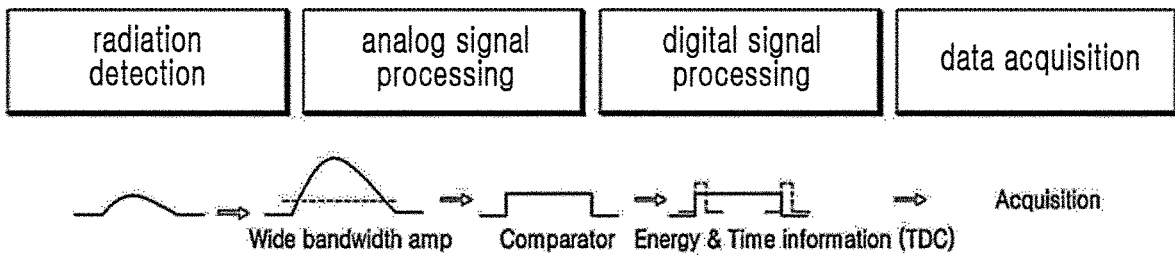 radiation
detection
analog signal
processing
digital signal
processing
data acquisition
Acquisition
Wide bandwidth amp
Comparator
Energy & Time information (TDC)